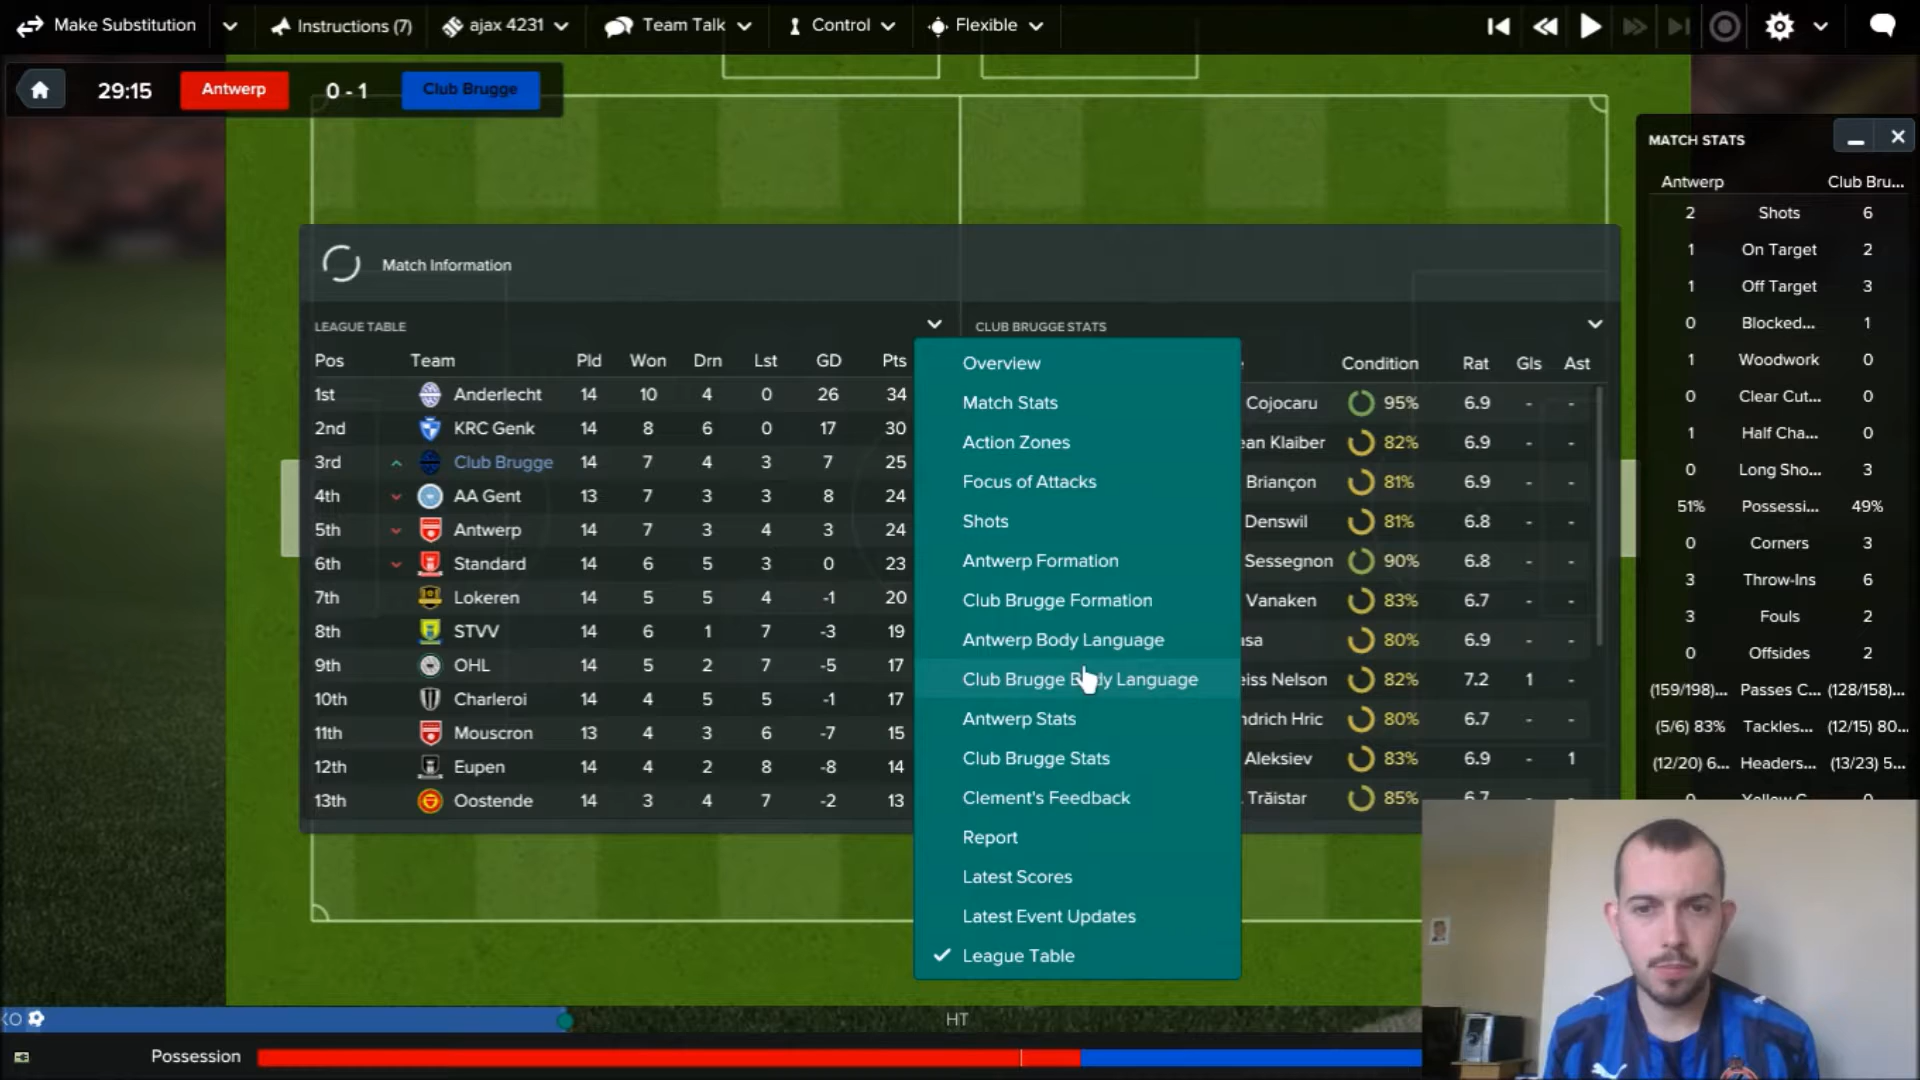 Make Substitution Instructions (7) ajax 4231 Team Talk Control Flexible
29:15 Antwerp 0 - 1 Club Brugge
MATCH STATS
Antwerp Club Bru...
2 Shots 6
1 On Target 2
1 Off Target 3
0 Blocked... 1
1 Woodwork 0
0 Clear Cut... 0
1 Half Cha... 0
0 Long Sho... 3
51% Possessi... 49%
0 Corners 3
3 Throw-Ins 6
3 Fouls 2
0 Offsides 2
(159/198)... Passes C... (128/158)...
(5/6) 83% Tackles... (12/15) 80...
(12/20) 6... Headers... (13/23) 5...
Match Information
LEAGUE TABLE
Pos Team Pld Won Drn Lst GD Pts
1st Anderlecht 14 10 4 0 26 34
2nd KRC Genk 14 8 6 0 17 30
3rd Club Brugge 14 7 4 3 7 25
4th AA Gent 13 7 3 3 8 24
5th Antwerp 14 7 3 4 3 24
6th Standard 14 6 5 3 0 23
7th Lokeren 14 5 5 4 -1 20
8th STVV 14 6 1 7 -3 19
9th OHL 14 5 2 7 -5 17
10th Charleroi 14 4 5 5 -1 17
11th Mouscron 13 4 3 6 -7 15
12th Eupen 14 4 2 8 -8 14
13th Oostende 14 3 4 7 -2 13
Overview
Match Stats
Action Zones
Focus of Attacks
Shots
Antwerp Formation
Club Brugge Formation
Antwerp Body Language
Club Brugge Body Language
Antwerp Stats
Club Brugge Stats
Clement's Feedback
Report
Latest Scores
Latest Event Updates
League Table
CLUB BRUGGE STATS
Condition Rat Gls Ast
Cojocaru 95% 6.9 - -
ean Klaiber 82% 6.9 - -
Briançon 81% 6.9 - -
Denswil 81% 6.8 - -
Sessegnon 90% 6.8 - -
Vanaken 83% 6.7 - -
asa 80% 6.9 - -
eiss Nelson 82% 7.2 1 -
ndrich Hric 80% 6.7 - -
Aleksiev 83% 6.9 - 1
Trăistar 85% 6.7 - -
KO HT
Possession